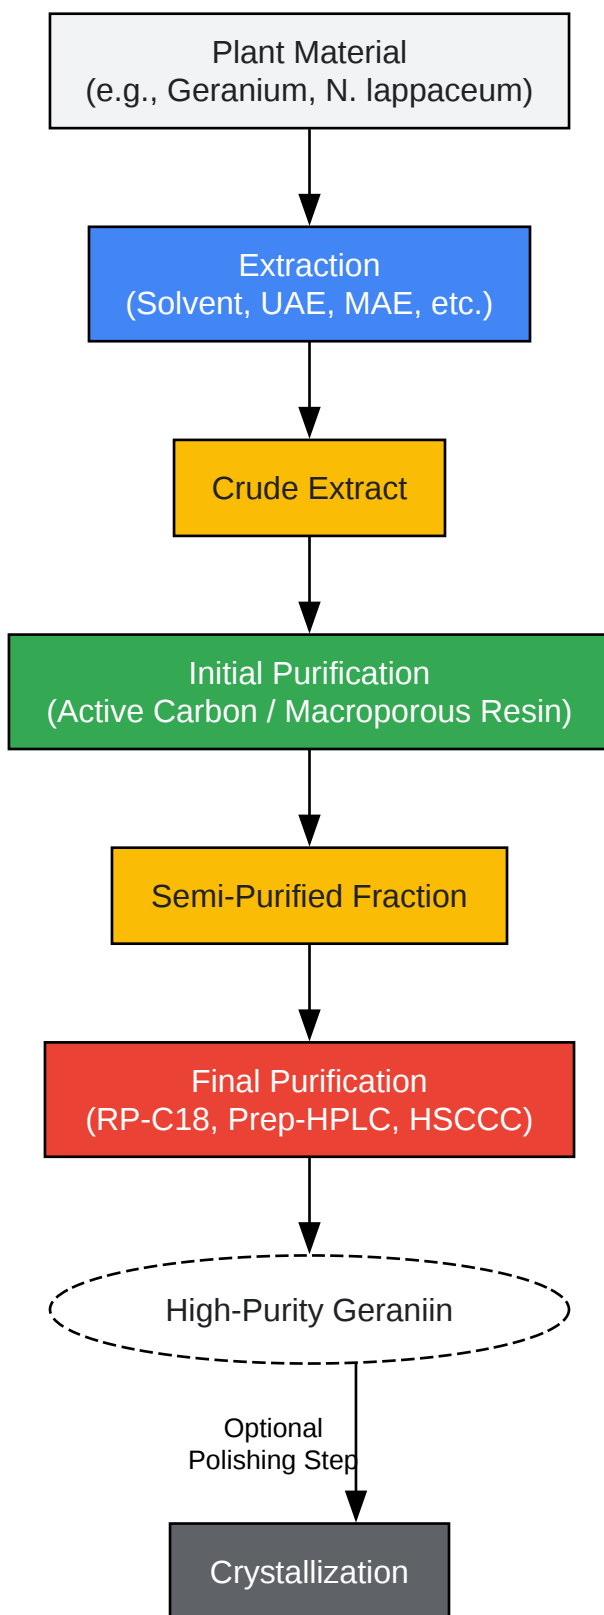 Plant Material
(e.g., Geranium, N. lappaceum)
Extraction
(Solvent, UAE, MAE, etc.)
Crude Extract
Initial Purification
(Active Carbon / Macroporous Resin)
Semi-Purified Fraction
Final Purification
(RP-C18, Prep-HPLC, HSCCC)
High-Purity Geraniin
Optional
Polishing Step
Crystallization